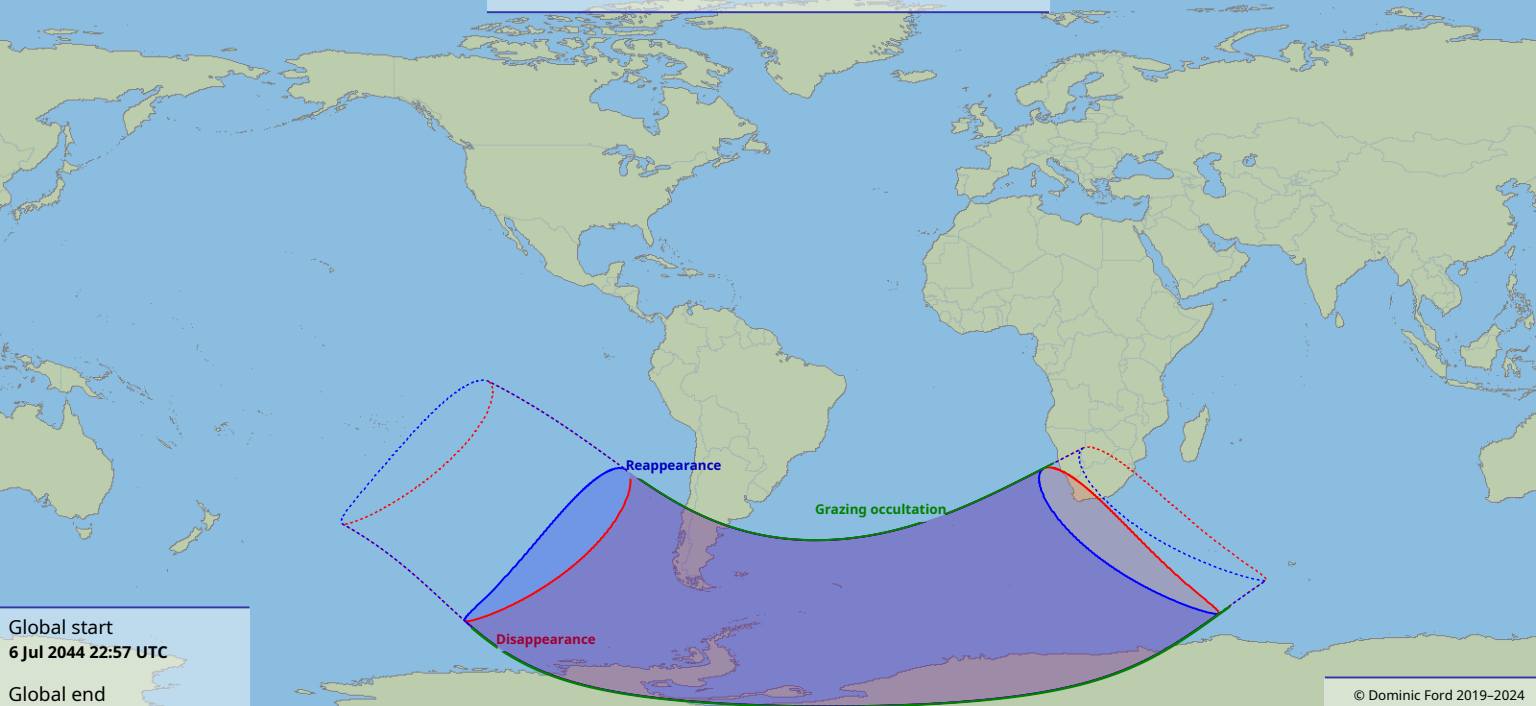 Reappearance
Grazing occultation
Disappearance
Global start
6 Jul 2044 22:57 UTC
Global end
© Dominic Ford 2019–2024